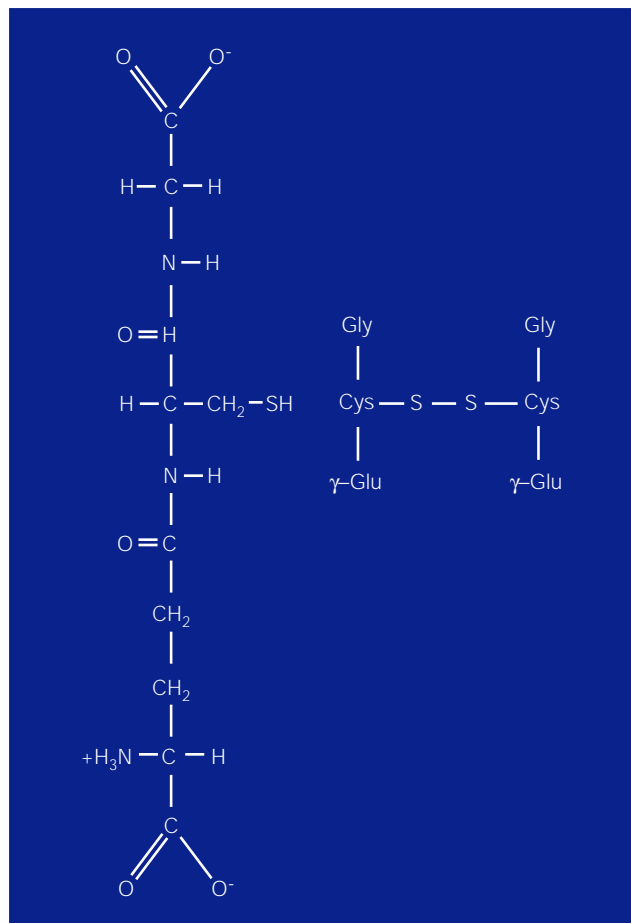 O O⁻
C
H C H
N H
Gly Gly
O H
H C CH₂ SH Cys S S Cys
N H
γ–Glu γ–Glu
O C
CH₂
CH₂
+H₃N C H
C
O O⁻